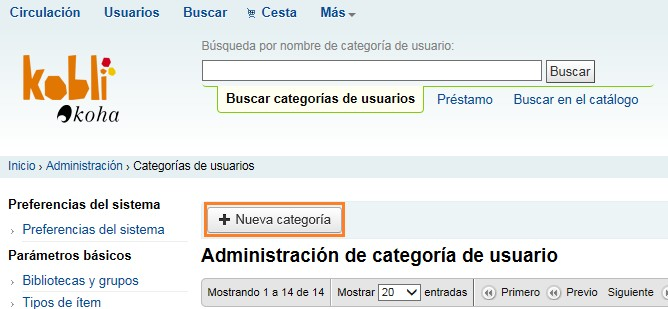 Circulación Usuarios Buscar Cesta Más
Búsqueda por nombre de categoría de usuario:
kobli
koha
Buscar
Buscar categorías de usuarios Préstamo Buscar en el catálogo
Inicio › Administración › Categorías de usuarios
Preferencias del sistema
› Preferencias del sistema
Parámetros básicos
› Bibliotecas y grupos
› Tipos de ítem
+ Nueva categoría
Administración de categoría de usuario
Mostrando 1 a 14 de 14 Mostrar 20 entradas Primero Previo Siguiente